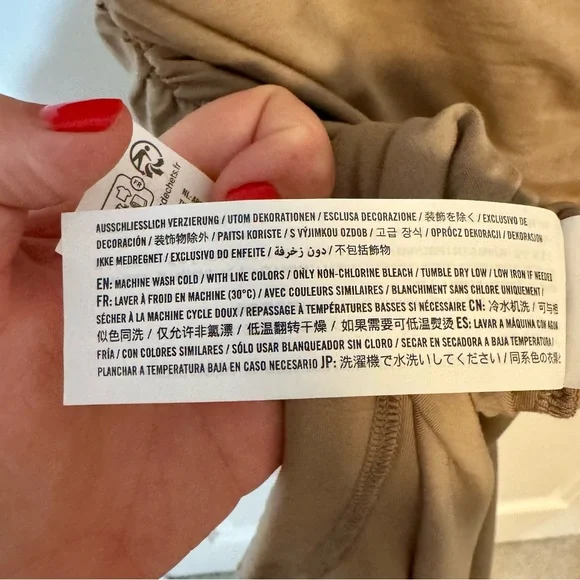 FR
dechets.fr
AUSSCHLIESSLICH VERZIERUNG / UTOM DEKORATIONEN / ESCLUSA DECORAZIONE / 装飾を除く / EXCLUSIVO DE
DECORACIÓN / 装饰物除外 / PAITSI KORISTE / S VÝJIMKOU OZDOB / 고급 장식 / OPRÓCZ DEKORACJI / DEKORASJON
IKKE MEDREGNET / EXCLUSIVO DO ENFEITE / دون زخرفة / 不包括飾物
EN: MACHINE WASH COLD / WITH LIKE COLORS / ONLY NON-CHLORINE BLEACH / TUMBLE DRY LOW / LOW IRON IF NEEDED
FR: LAVER À FROID EN MACHINE (30°C) / AVEC COULEURS SIMILAIRES / BLANCHIMENT SANS CHLORE UNIQUEMENT /
SÉCHER À LA MACHINE CYCLE DOUX / REPASSAGE À TEMPÉRATURES BASSES SI NÉCESSAIRE CN: 冷水机洗 / 可与相
似色同洗 / 仅允许非氯漂 / 低温翻转干燥 / 如果需要可低温熨烫 ES: LAVAR A MÁQUINA CON AGUA
FRÍA / CON COLORES SIMILARES / SÓLO USAR BLANQUEADOR SIN CLORO / SECAR EN SECADORA A BAJA TEMPERATURA /
PLANCHAR A TEMPERATURA BAJA EN CASO NECESARIO JP: 洗濯機で水洗いしてください / 同系色の衣類と